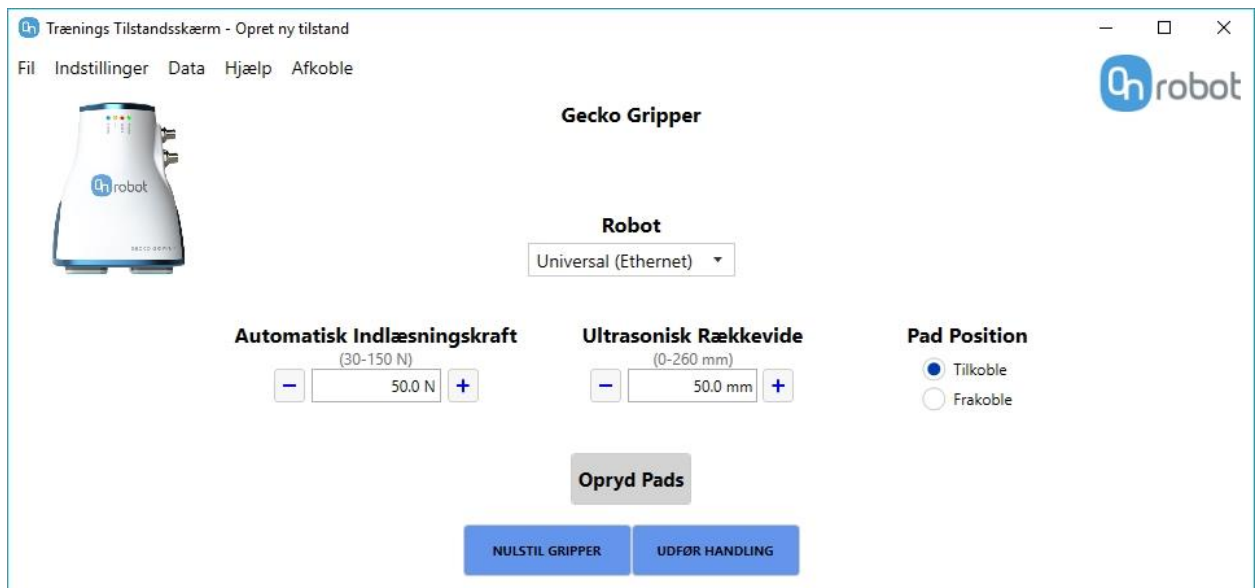 Trænings Tilstandsskærm - Opret ny tilstand
Fil Indstillinger Data Hjælp Afkoble
On robot
Gecko Gripper
On robot
Robot
Universal (Ethernet)
Automatisk Indlæsningskraft Ultrasonisk Rækkevide Pad Position
(30-150 N) (0-260 mm)
Tilkoble
− 50.0 N + − 50.0 mm +
Frakoble
Opryd Pads
NULSTIL GRIPPER UDFØR HANDLING